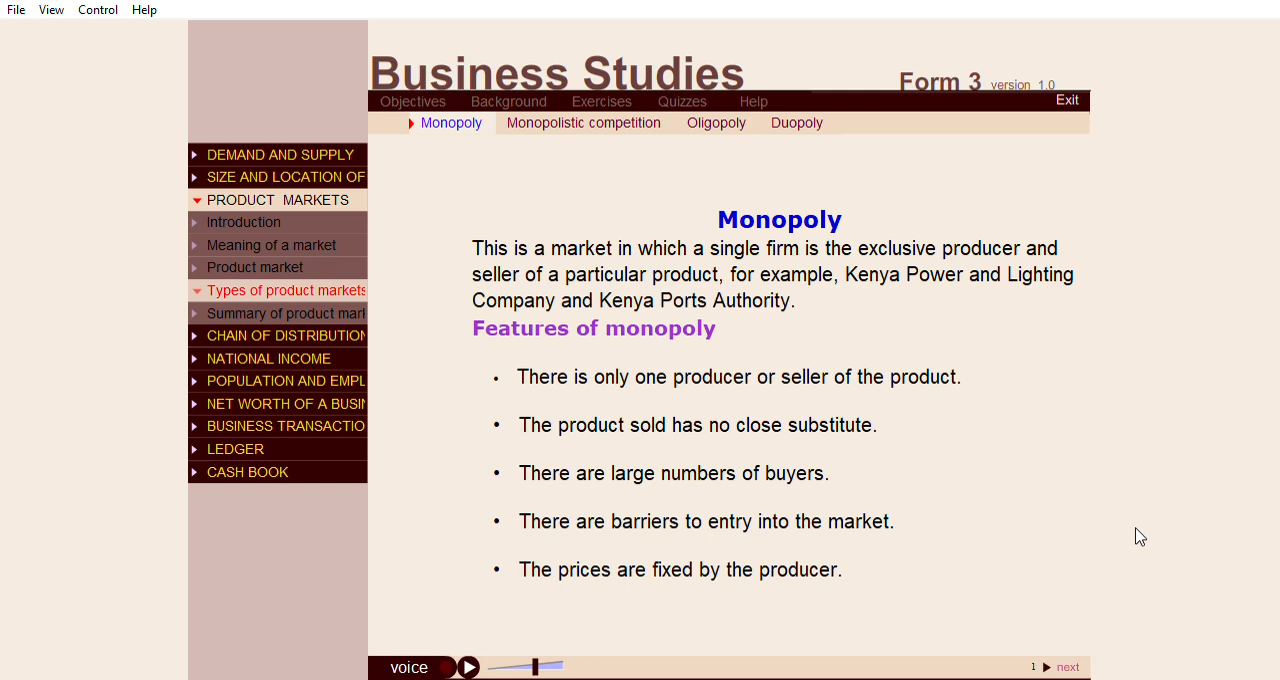 File View Control Help
Business Studies
Form 3 version 1.0
Objectives Background Exercises Quizzes Help Exit
Monopoly Monopolistic competition Oligopoly Duopoly
DEMAND AND SUPPLY
SIZE AND LOCATION OF
PRODUCT MARKETS
Introduction
Meaning of a market
Product market
Types of product markets
Summary of product mark
CHAIN OF DISTRIBUTION
NATIONAL INCOME
POPULATION AND EMPL
NET WORTH OF A BUSIN
BUSINESS TRANSACTIO
LEDGER
CASH BOOK
Monopoly
This is a market in which a single firm is the exclusive producer and
seller of a particular product, for example, Kenya Power and Lighting
Company and Kenya Ports Authority.
Features of monopoly
• There is only one producer or seller of the product.
• The product sold has no close substitute.
• There are large numbers of buyers.
• There are barriers to entry into the market.
• The prices are fixed by the producer.
voice
1 next